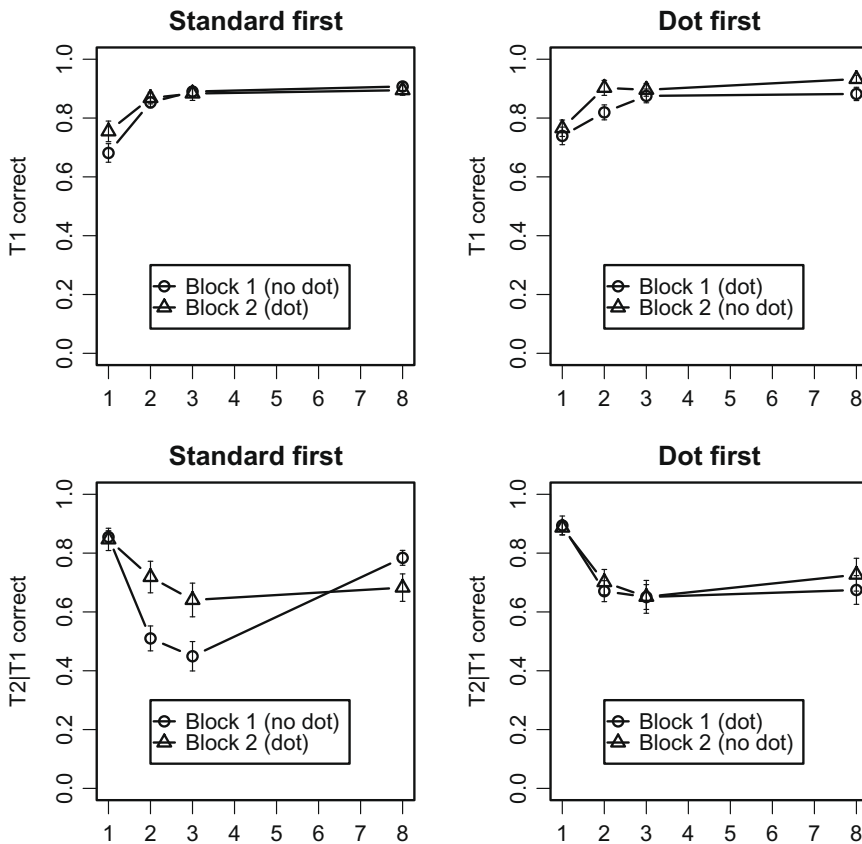 Standard first
T1 correct
1.0
0.8
0.6
0.4
0.2
0.0
Block 1 (no dot)
Block 2 (dot)
1 2 3 4 5 6 7 8
Dot first
T1 correct
1.0
0.8
0.6
0.4
0.2
0.0
Block 1 (dot)
Block 2 (no dot)
1 2 3 4 5 6 7 8
Standard first
T2|T1 correct
1.0
0.8
0.6
0.4
0.2
0.0
Block 1 (no dot)
Block 2 (dot)
1 2 3 4 5 6 7 8
Dot first
T2|T1 correct
1.0
0.8
0.6
0.4
0.2
0.0
Block 1 (dot)
Block 2 (no dot)
1 2 3 4 5 6 7 8